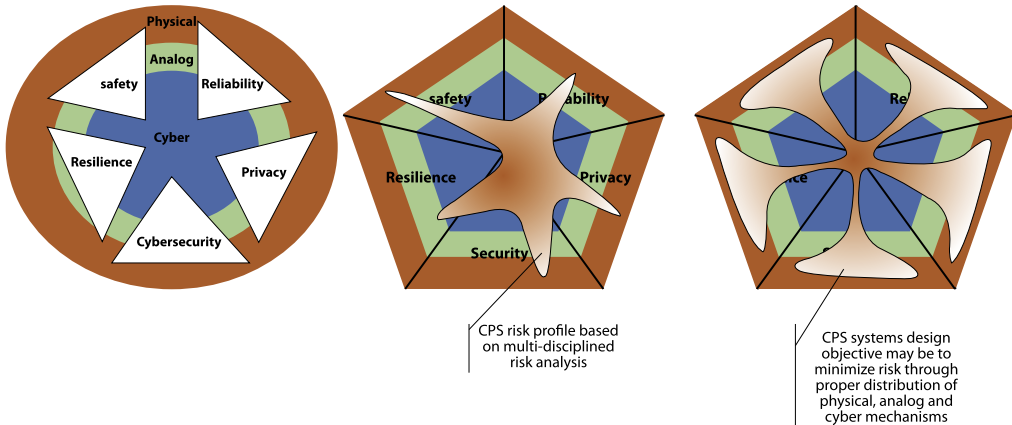 Physical
Analog
safety
Reliability
Cyber
Resilience
Privacy
Cybersecurity
safety
Resilience
Privacy
Security
CPS risk profile based
on multi-disciplined
risk analysis
CPS systems design
objective may be to
minimize risk through
proper distribution of
physical, analog and
cyber mechanisms